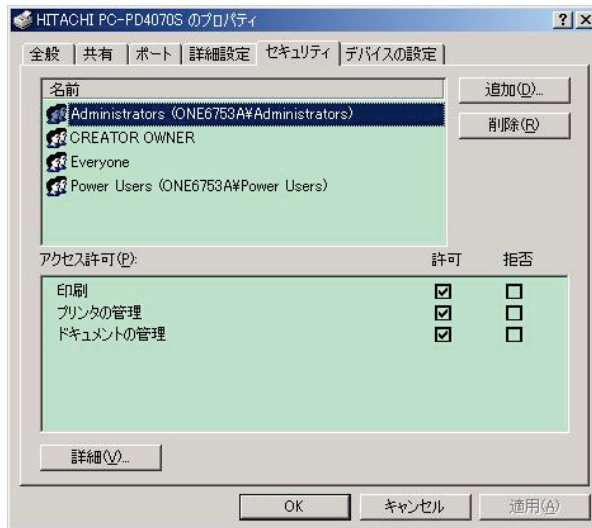 HITACHI PC-PD4070S のプロパティ
全般 共有 ポート 詳細設定 セキュリティ デバイスの設定
名前
追加(D)...
Administrators (ONE6753A¥Administrators)
削除(R)
CREATOR OWNER
Everyone
Power Users (ONE6753A¥Power Users)
アクセス許可(P): 許可 拒否
印刷
プリンタの管理
ドキュメントの管理
詳細(V)...
OK キャンセル 適用(A)